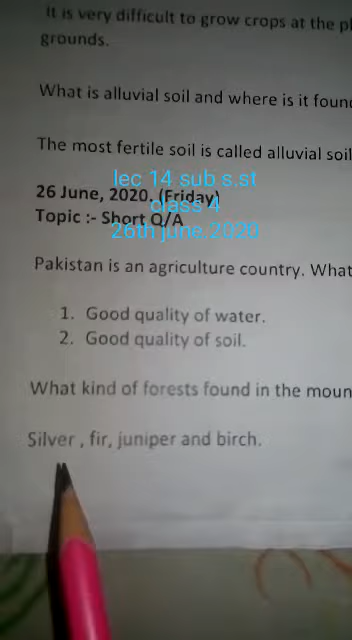 It is very difficult to grow crops at the
grounds.
What is alluvial soil and where is it
The most fertile soil is called alluvial soil
lec 14 sub s.st
26 June, 2020. (Friday)
class 4
Topic :- Short Q/A
26th june.2020
Pakistan is an agriculture country. What
1. Good quality of water.
2. Good quality of soil.
What kind of forests found in the
Silver , fir, juniper and birch.